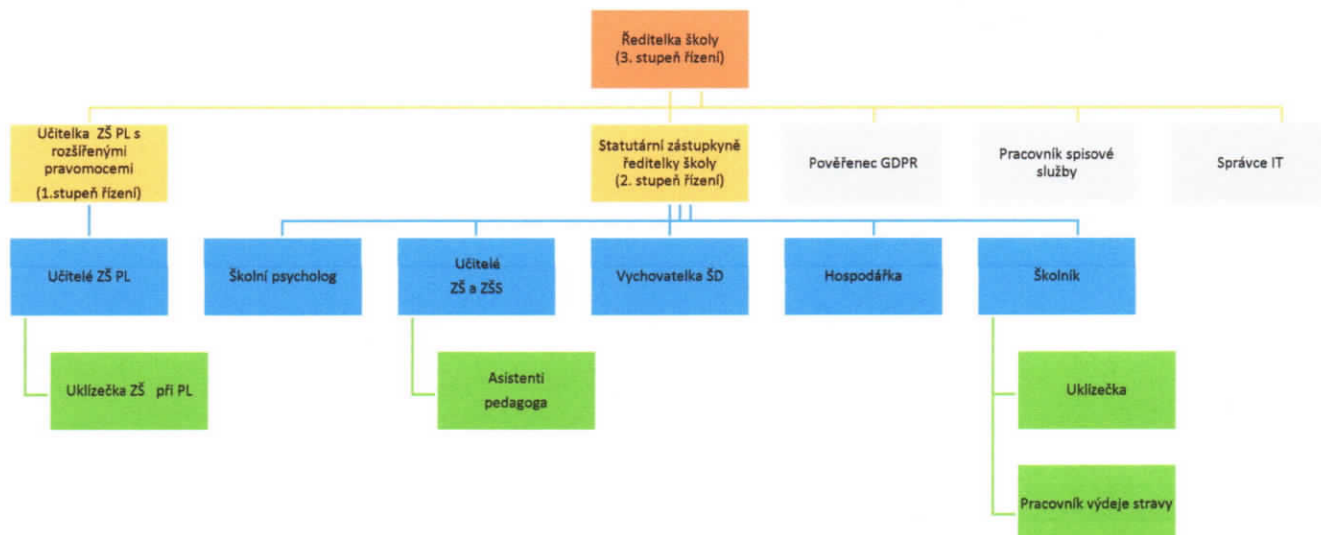 Ředitelka školy
(3. stupeň řízení)
Učitelka ZŠ PL s
rozšířenými
pravomocemi
(1.stupeň řízení)
Statutární zástupkyně
ředitelky školy
(2. stupeň řízení)
Pověřenec GDPR
Pracovník spisové
služby
Správce IT
Učitelé ZŠ PL
Školní psycholog
Učitelé
ZŠ a ZŠS
Vychovatelka ŠD
Hospodářka
Školník
Uklízečka ZŠ při PL
Asistenti
pedagoga
Uklízečka
Pracovník výdeje stravy